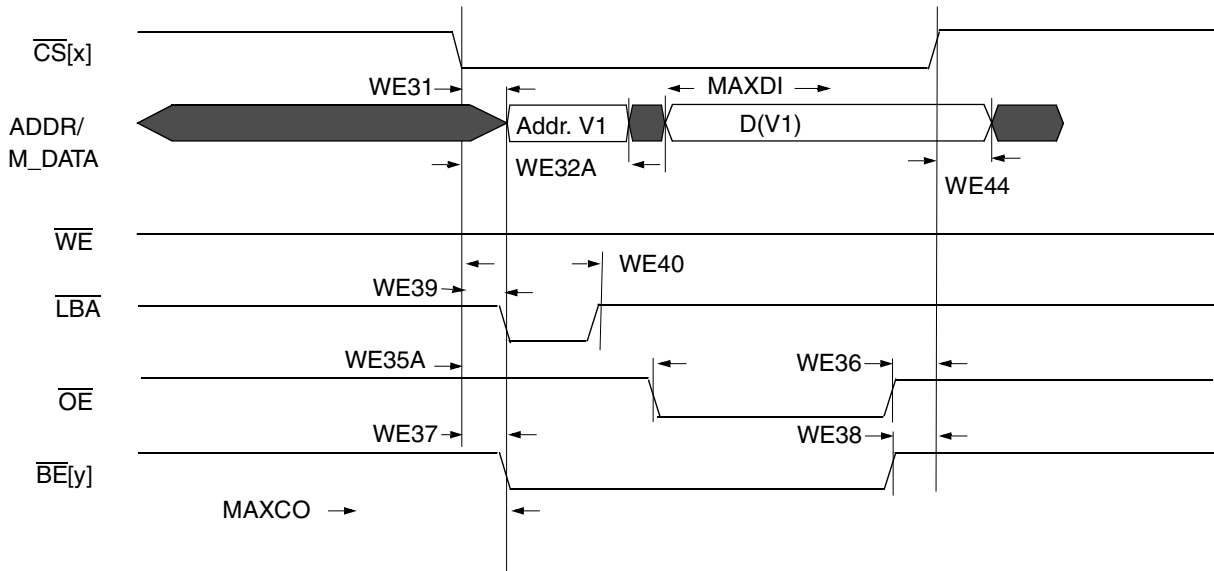 CS[x]
WE31
MAXDI
ADDR/
M_DATA
Addr. V1
D(V1)
WE32A
WE44
WE
WE40
WE39
LBA
WE35A
WE36
OE
WE37
WE38
BE[y]
MAXCO